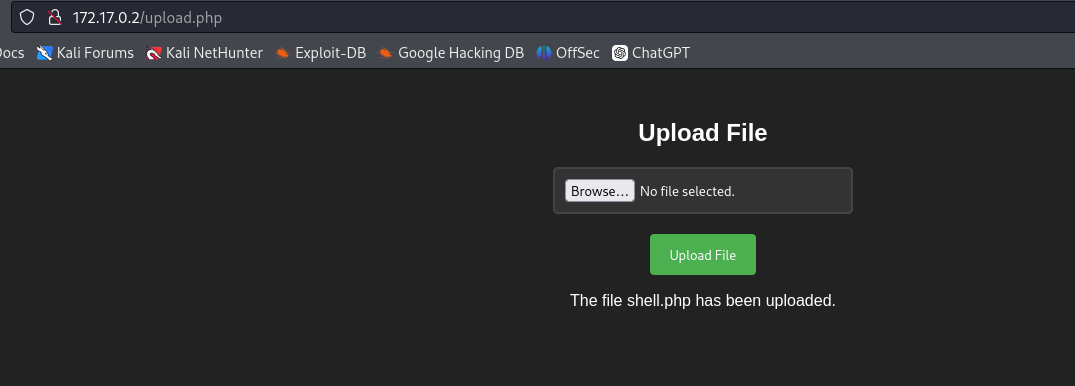 172.17.0.2/upload.php
Docs Kali Forums Kali NetHunter Exploit-DB Google Hacking DB OffSec ChatGPT
Upload File
Browse... No file selected.
Upload File
The file shell.php has been uploaded.